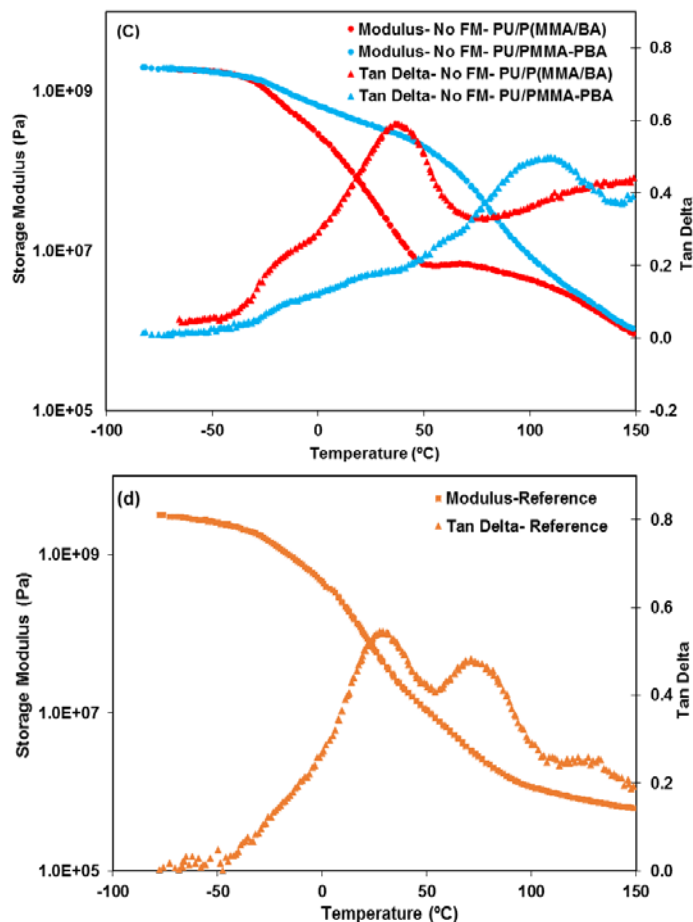 (C)
Modulus- No FM- PU/P(MMA/BA)
Modulus- No FM- PU/PMMA-PBA
Tan Delta- No FM- PU/P(MMA/BA)
Tan Delta- No FM- PU/PMMA-PBA
Storage Modulus (Pa)
1.0E+09
1.0E+07
1.0E+05
-100
-50
0
50
100
150
Temperature (ºC)
0.8
0.6
0.4
0.2
0.0
-0.2
Tan Delta
(d)
Modulus-Reference
Tan Delta- Reference
Storage Modulus (Pa)
1.0E+09
1.0E+07
1.0E+05
-100
-50
0
50
100
150
Temperature (ºC)
0.8
0.6
0.4
0.2
0.0
Tan Delta